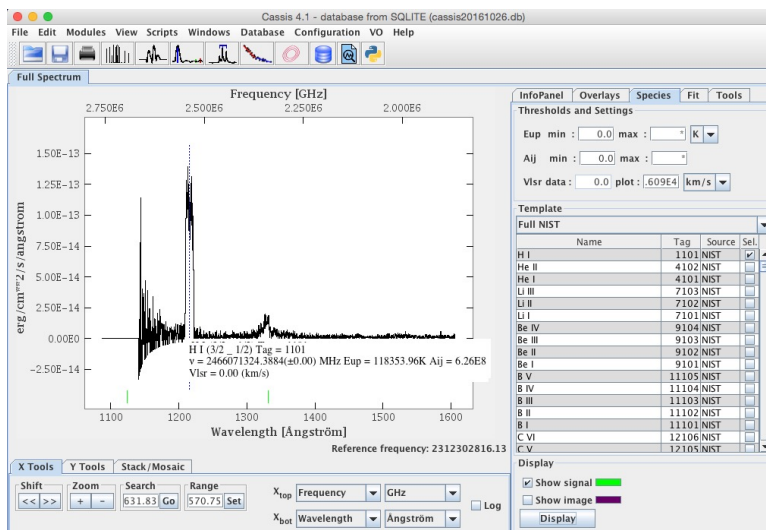 Cassis 4.1 - database from SQLITE (cassis20161026.db)
File Edit Modules View Scripts Windows Database Configuration VO Help
Full Spectrum
Frequency [GHz]
2.750E6 2.500E6 2.250E6 2.000E6
erg/cm**2/s/angstrom
1.50E-13
1.25E-13
1.00E-13
7.50E-14
5.00E-14
2.50E-14
0.00E0
-2.50E-14
H I (3/2 _ 1/2) Tag = 1101
ν = 2466071324.3884(±0.00) MHz Eup = 118353.96K Aij = 6.26E8
Vlsr = 0.00 (km/s)
1100 1200 1300 1400 1500 1600
Wavelength [Ångström]
Reference frequency: 2312302816.13
X Tools Y Tools Stack/Mosaic
Shift Zoom Search Range
<< >> + - 631.83 Go 570.75 Set
Xtop Frequency GHz
Xbot Wavelength Ångström
Log
InfoPanel Overlays Species Fit Tools
Thresholds and Settings
Eup min : 0.0 max : * K
Aij min : 0.0 max : *
Vlsr data : 0.0 plot : .609E4 km/s
Template
Full NIST
Name Tag Source Sel.
H I 1101 NIST
He II 4102 NIST
He I 4101 NIST
Li III 7103 NIST
Li II 7102 NIST
Li I 7101 NIST
Be IV 9104 NIST
Be III 9103 NIST
Be II 9102 NIST
Be I 9101 NIST
B V 11105 NIST
B IV 11104 NIST
B III 11103 NIST
B II 11102 NIST
B I 11101 NIST
C VI 12106 NIST
C V 12105 NIST
Display
Show signal
Show image
Display